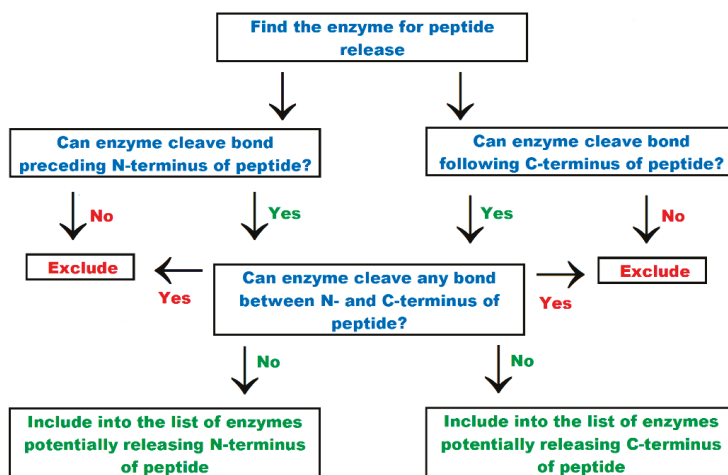 Find the enzyme for peptide
release
Can enzyme cleave bond
preceding N-terminus of peptide?
Can enzyme cleave bond
following C-terminus of peptide?
No
Yes
Yes
No
Exclude
Yes
Can enzyme cleave any bond
between N- and C-terminus of
peptide?
Yes
Exclude
No
No
Include into the list of enzymes
potentially releasing N-terminus
of peptide
Include into the list of enzymes
potentially releasing C-terminus
of peptide